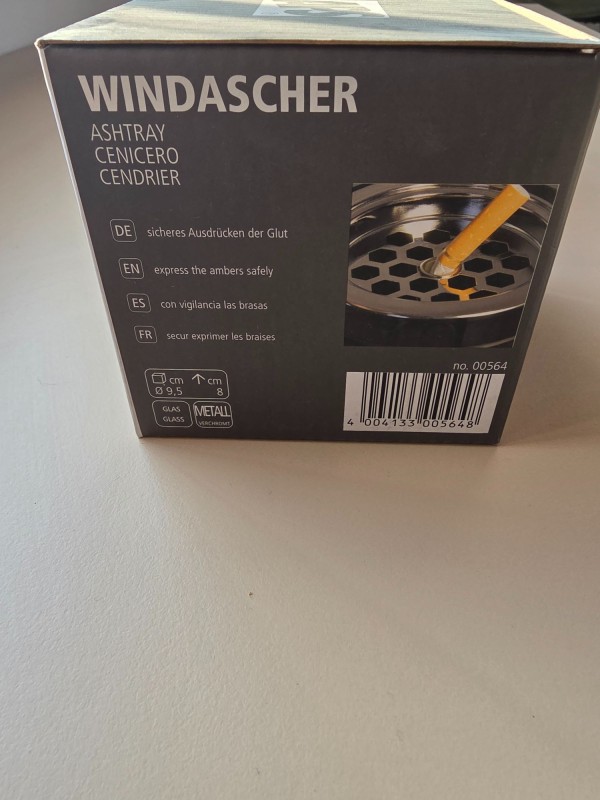 WINDASCHER
ASHTRAY
CENICERO
CENDRIER
DE sicheres Ausdrücken der Glut
EN express the ambers safely
ES con vigilancia las brasas
FR secur exprimer les braises
no. 00564
cm cm
Ø 9,5 8
GLAS
GLASS
METALL
VERCHROMT
4 004133 005648